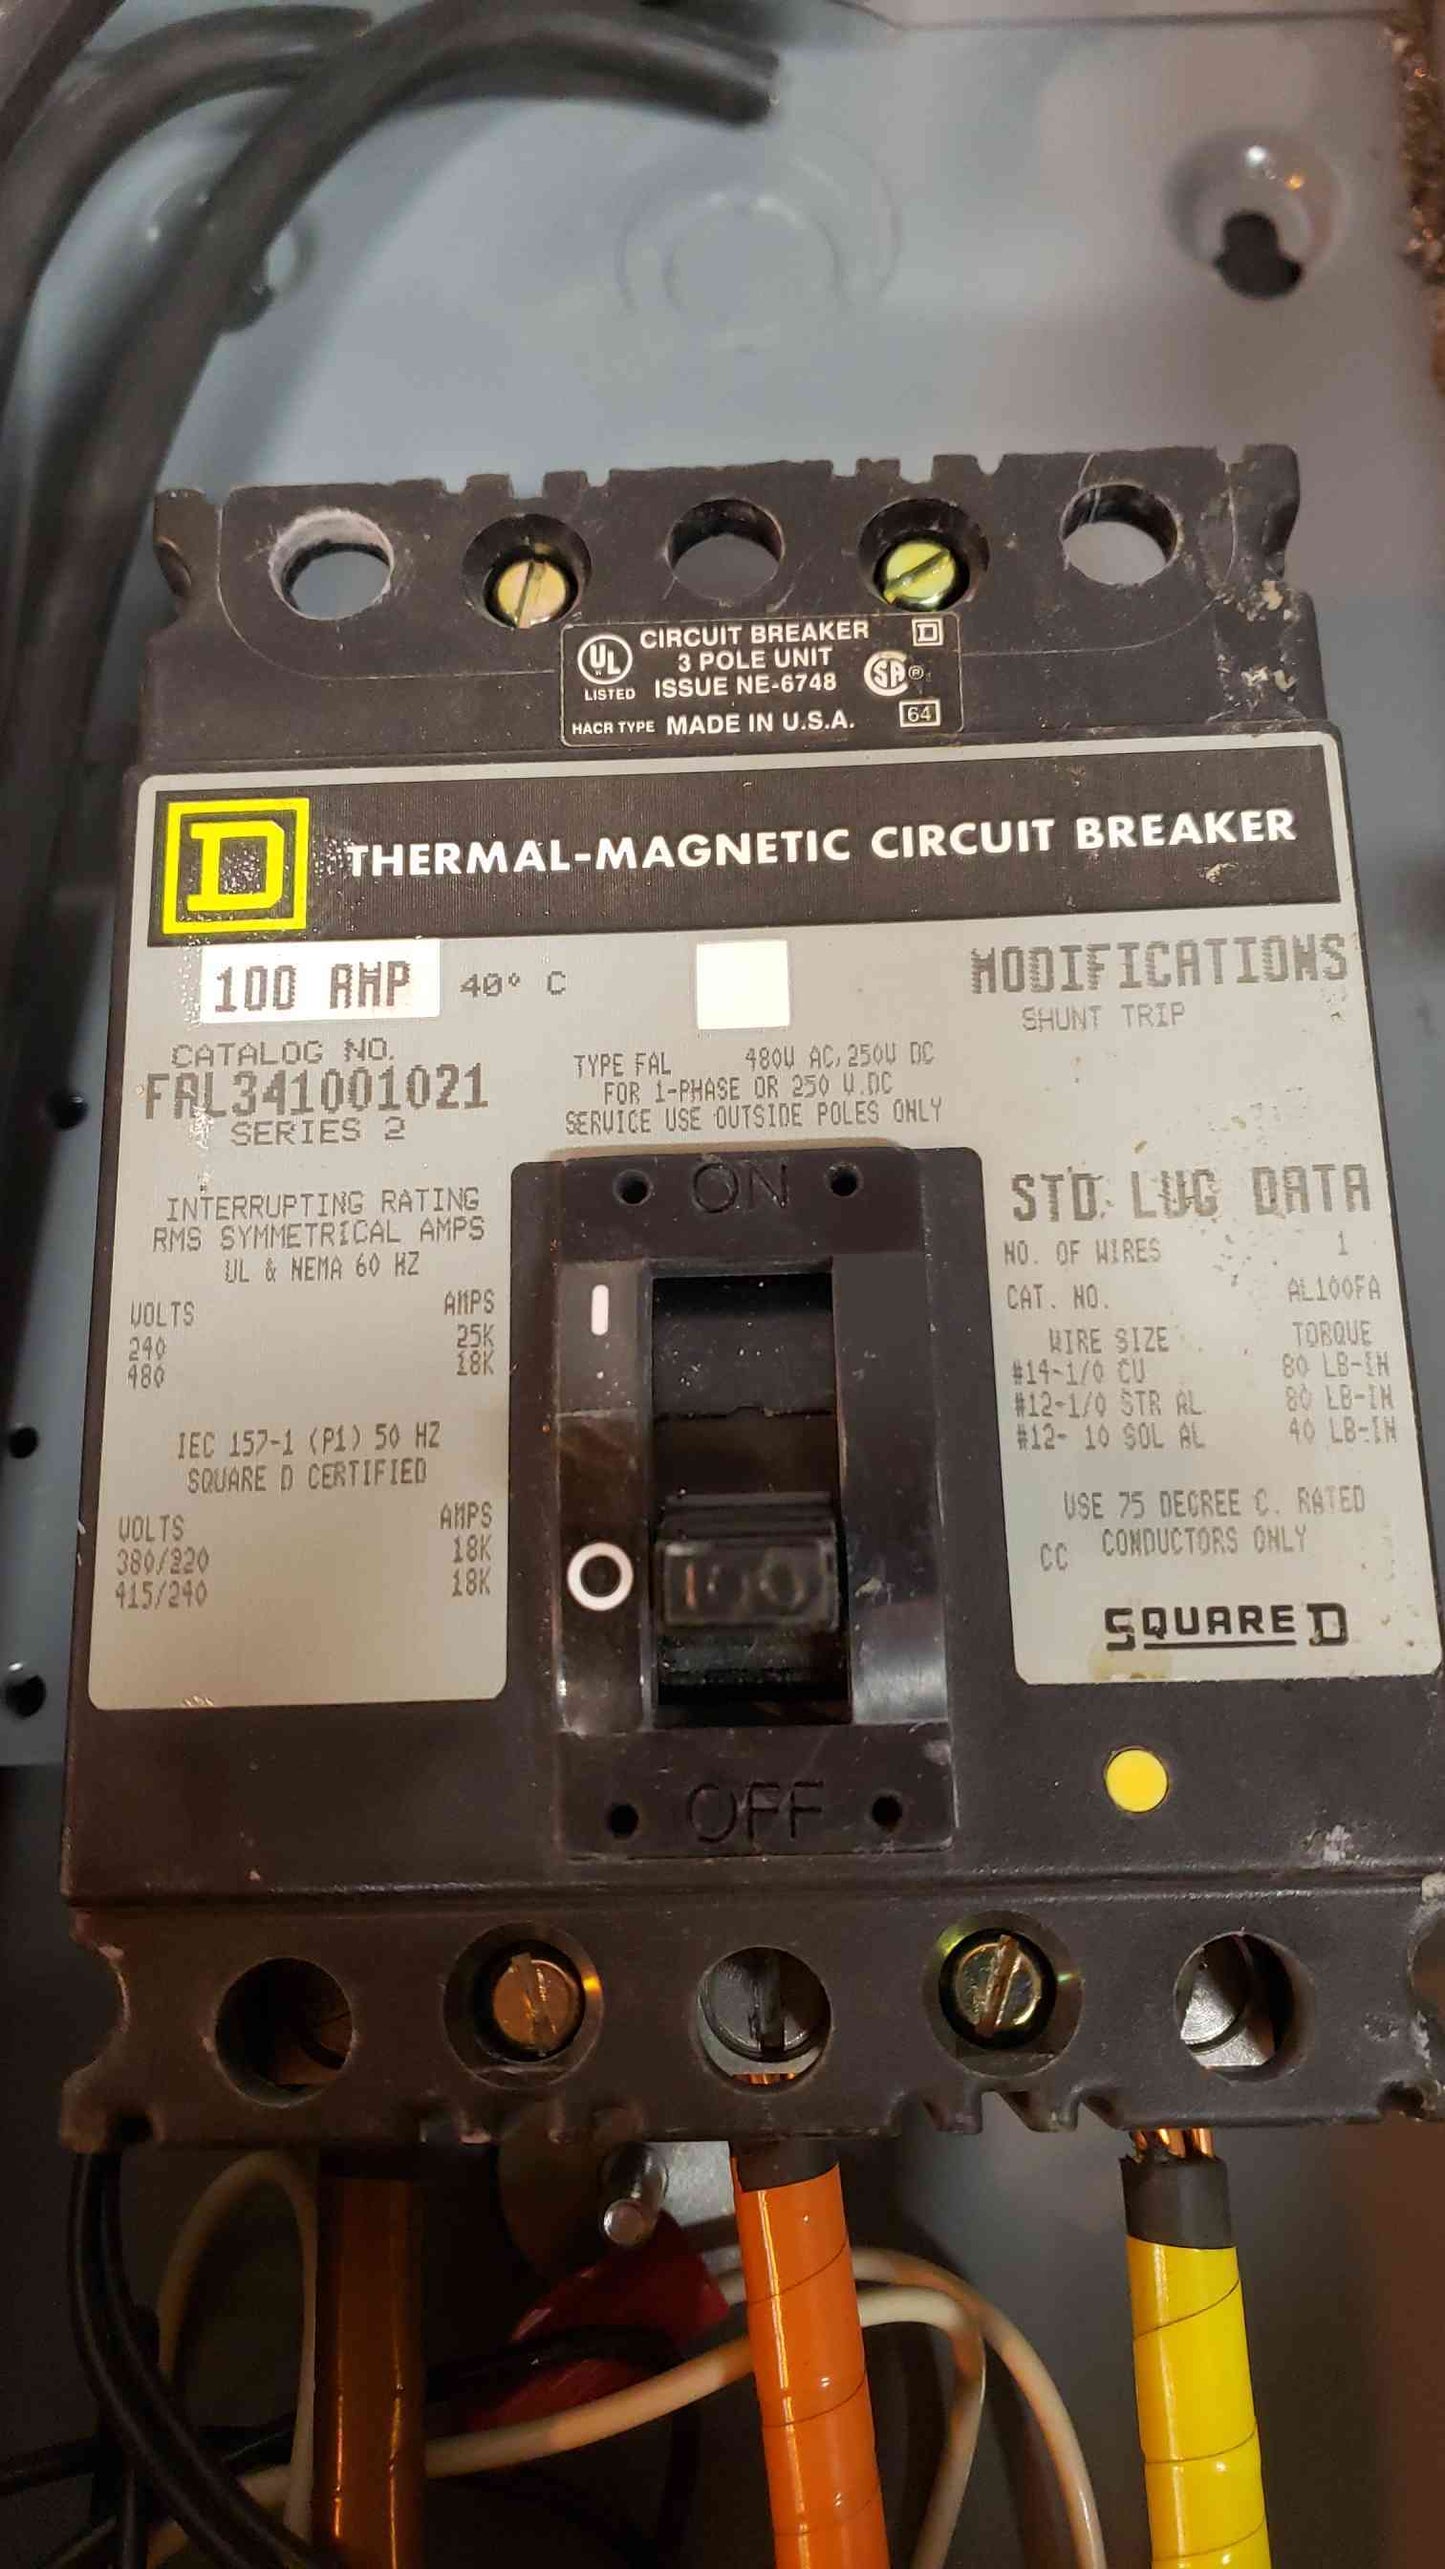 UL
LISTED
CIRCUIT BREAKER
3 POLE UNIT
ISSUE NE-6748
D
SA ®
HACR TYPE MADE IN U.S.A. 64
D THERMAL-MAGNETIC CIRCUIT BREAKER
100 AMP 40° C
CATALOG NO.
FAL341001021
SERIES 2
TYPE FAL 480V AC,250V DC
FOR 1-PHASE OR 250 V.DC
SERVICE USE OUTSIDE POLES ONLY
MODIFICATIONS
SHUNT TRIP
INTERRUPTING RATING
RMS SYMMETRICAL AMPS
UL & NEMA 60 HZ
VOLTS AMPS
240 25K
480 18K
IEC 157-1 (P1) 50 HZ
SQUARE D CERTIFIED
VOLTS AMPS
380/220 18K
415/240 18K
ON
I
O
100
OFF
STD. LUG DATA
NO. OF WIRES 1
CAT. NO. AL100FA
WIRE SIZE TORQUE
#14-1/0 CU 80 LB-IN
#12-1/0 STR AL 80 LB-IN
#12- 10 SOL AL 40 LB-IN
USE 75 DEGREE C. RATED
CC CONDUCTORS ONLY
SQUARE D